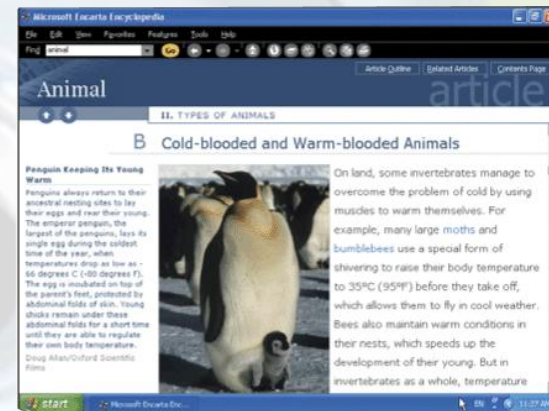 Microsoft Encarta Encyclopedia
File Edit View Favorites Features Tools Help
Find animal Go
Article Outline Related Articles Contents Page
Animal
article
II. TYPES OF ANIMALS
B Cold-blooded and Warm-blooded Animals
Penguin Keeping Its Young
Warm
Penguins always return to their
ancestral nesting sites to lay
their eggs and rear their young.
The emperor penguin, the
largest of the penguins, lays its
single egg during the coldest
time of the year, when
temperatures drop as low as -
66 degrees C (-80 degrees F).
The egg is incubated on top of
the parent's feet, protected by
abdominal folds of skin. Young
chicks remain under these
abdominal folds for a short time
until they are able to regulate
their own body temperature.
Doug Allan/Oxford Scientific
Films
On land, some invertebrates manage to
overcome the problem of cold by using
muscles to warm themselves. For
example, many large moths and
bumblebees use a special form of
shivering to raise their body temperature
to 35ºC (95ºF) before they take off,
which allows them to fly in cool weather.
Bees also maintain warm conditions in
their nests, which speeds up the
development of their young. But in
invertebrates as a whole, temperature
start Microsoft Encarta Enc... EN 11:27 AM